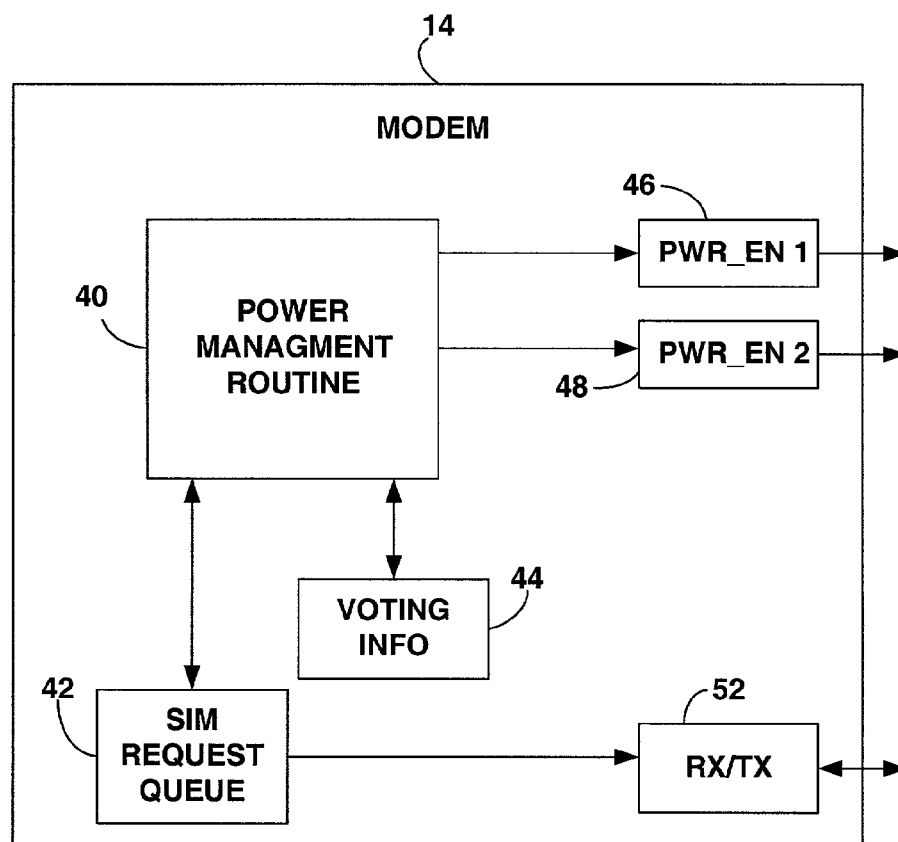 14
MODEM
46
PWR_EN 1
40
POWER
MANAGMENT
ROUTINE
PWR_EN 2
48
VOTING
INFO
44
42
SIM
REQUEST
QUEUE
52
RX/TX